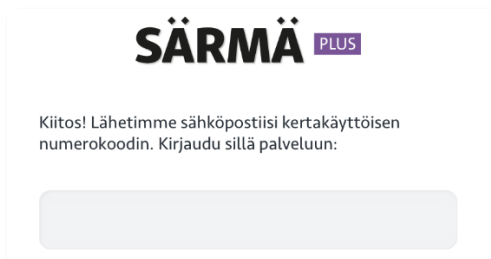 SÄRMÄ PLUS
Kiitos! Lähetimme sähköpostiisi kertakäyttöisen
numerokoodin. Kirjaudu sillä palveluun: